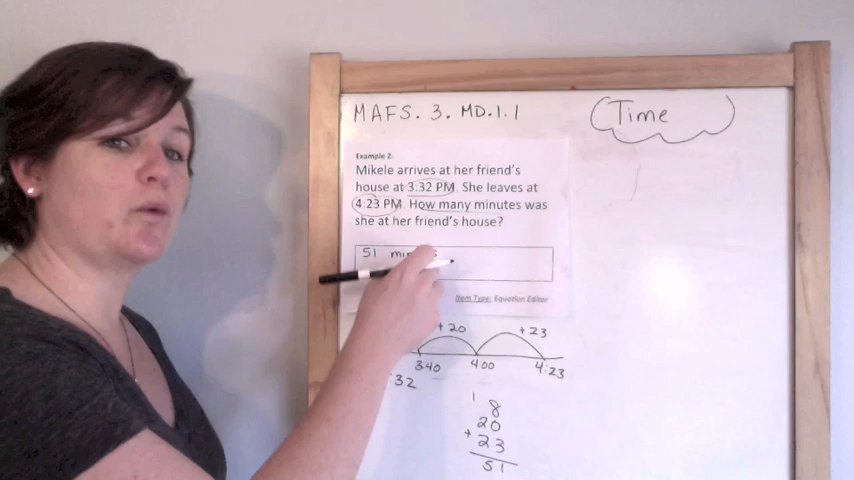 MAFS. 3. MD.1.1
Time
Example 2:
Mikele arrives at her friend's
house at 3:32 PM. She leaves at
4:23 PM. How many minutes was
she at her friend's house?
51
Item Type: Equation Editor
+20 +23
3:40 4:00 4:23
:32
1
8
20
+23
51